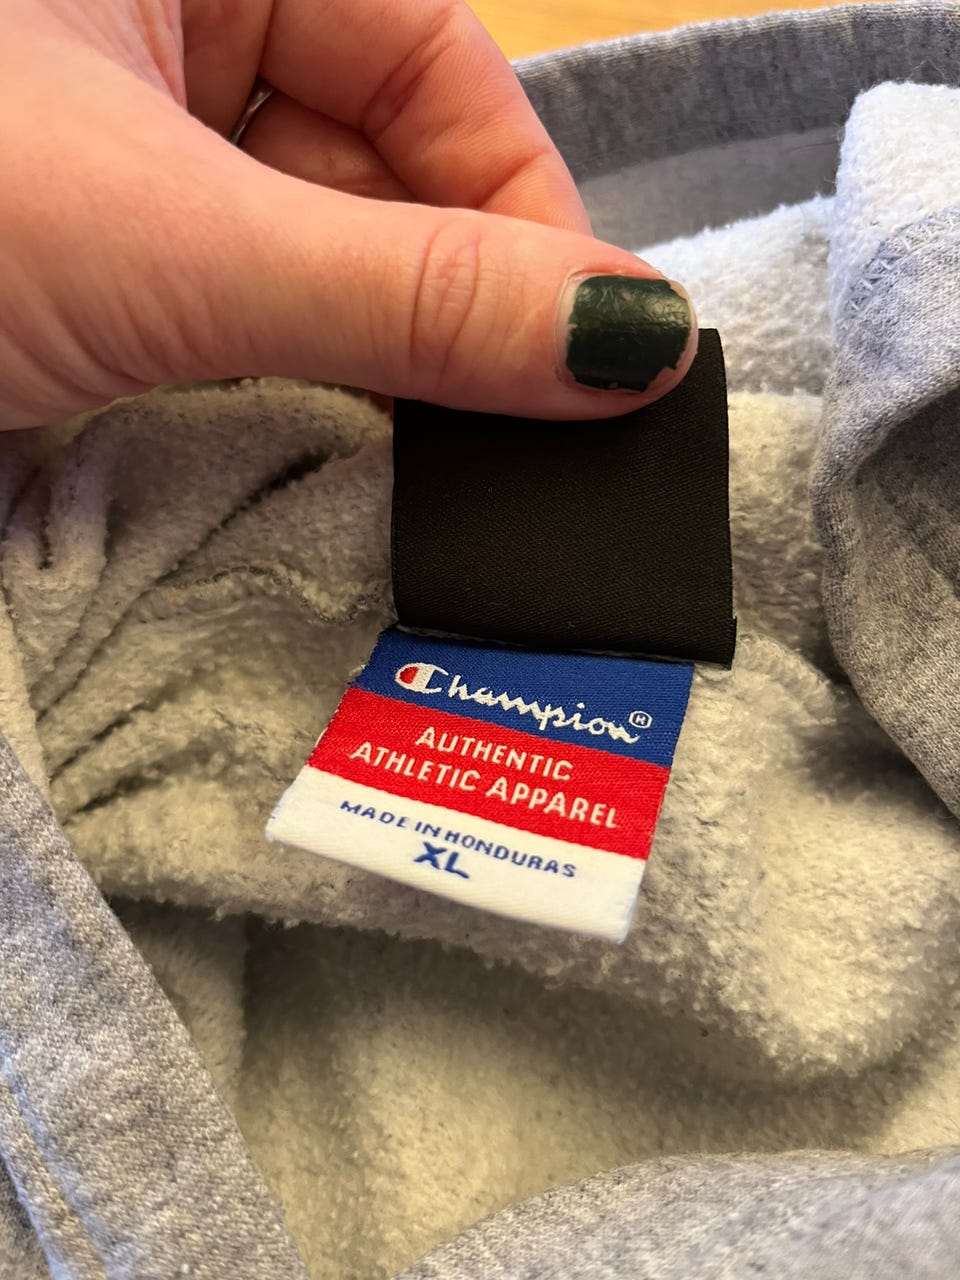 Champion®
AUTHENTIC
ATHLETIC APPAREL
MADE IN HONDURAS
XL